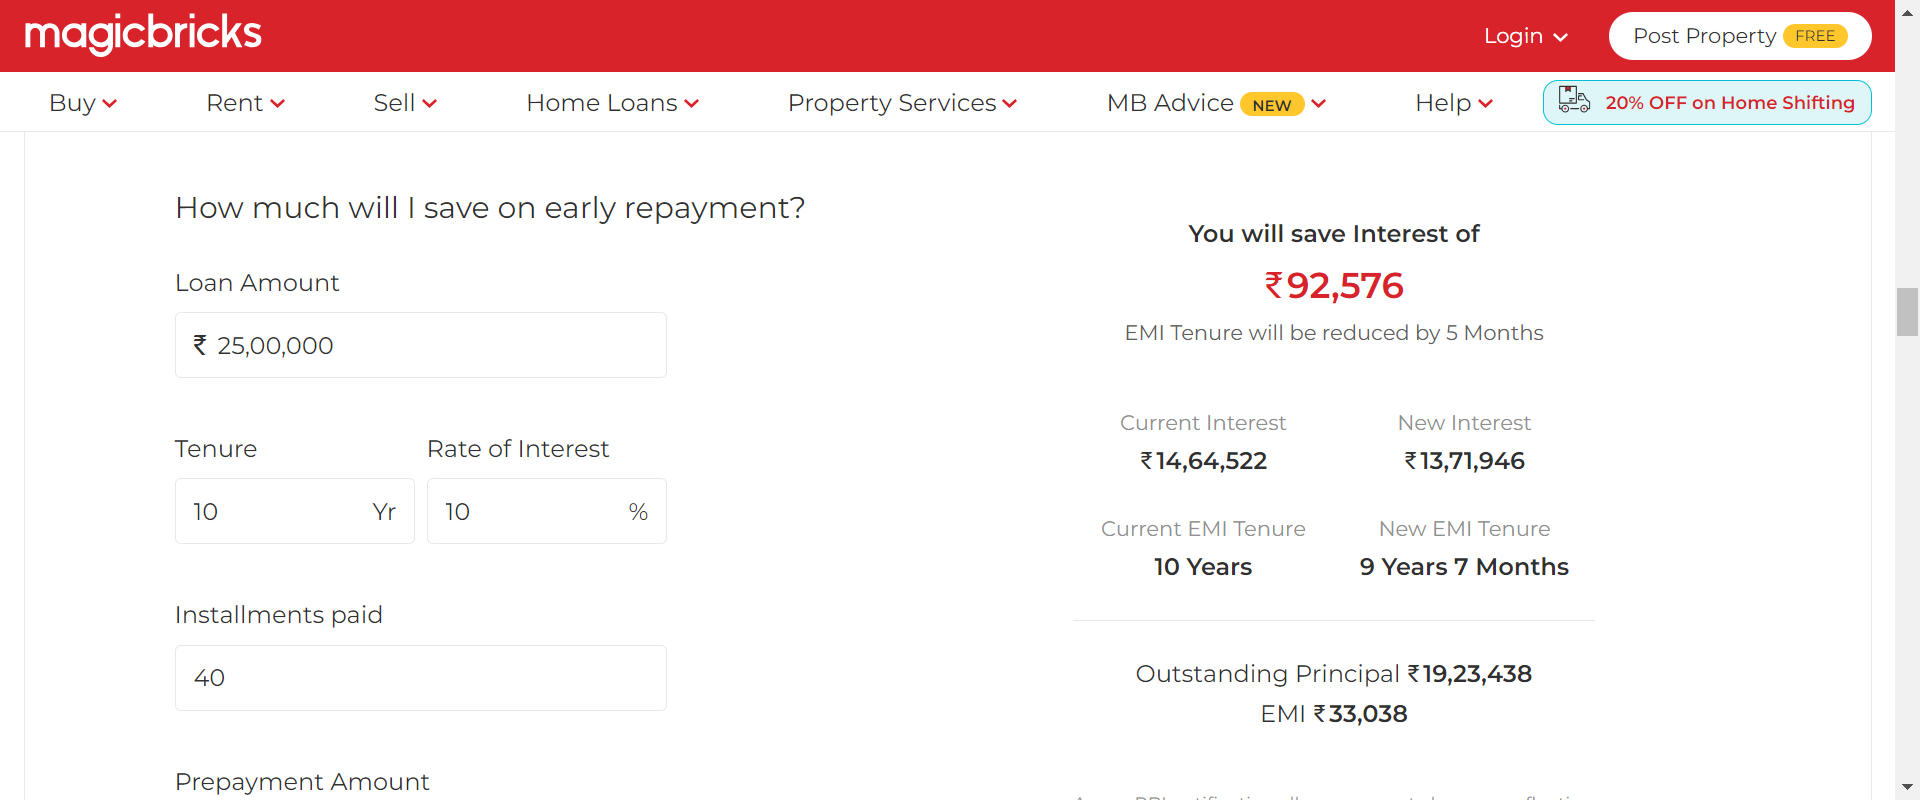 magicbricks
Login
Post Property FREE
Buy
Rent
Sell
Home Loans
Property Services
MB Advice NEW
Help
20% OFF on Home Shifting
How much will I save on early repayment?
Loan Amount
₹ 25,00,000
Tenure
Rate of Interest
10 Yr
10 %
Installments paid
40
Prepayment Amount
You will save Interest of
₹92,576
EMI Tenure will be reduced by 5 Months
Current Interest
New Interest
₹14,64,522
₹13,71,946
Current EMI Tenure
New EMI Tenure
10 Years
9 Years 7 Months
Outstanding Principal ₹19,23,438
EMI ₹33,038